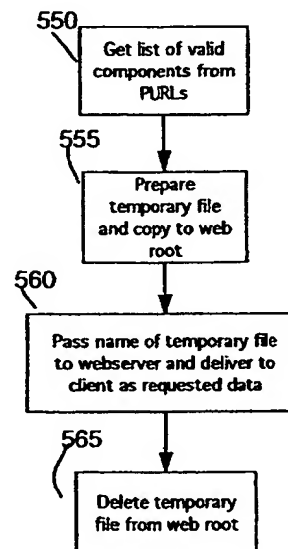 550
Get list of valid
components from
PURLs
555
Prepare
temporary file
and copy to web
root
560
Pass name of temporary file
to webserver and deliver to
client as requested data
565
Delete temporary
file from web root